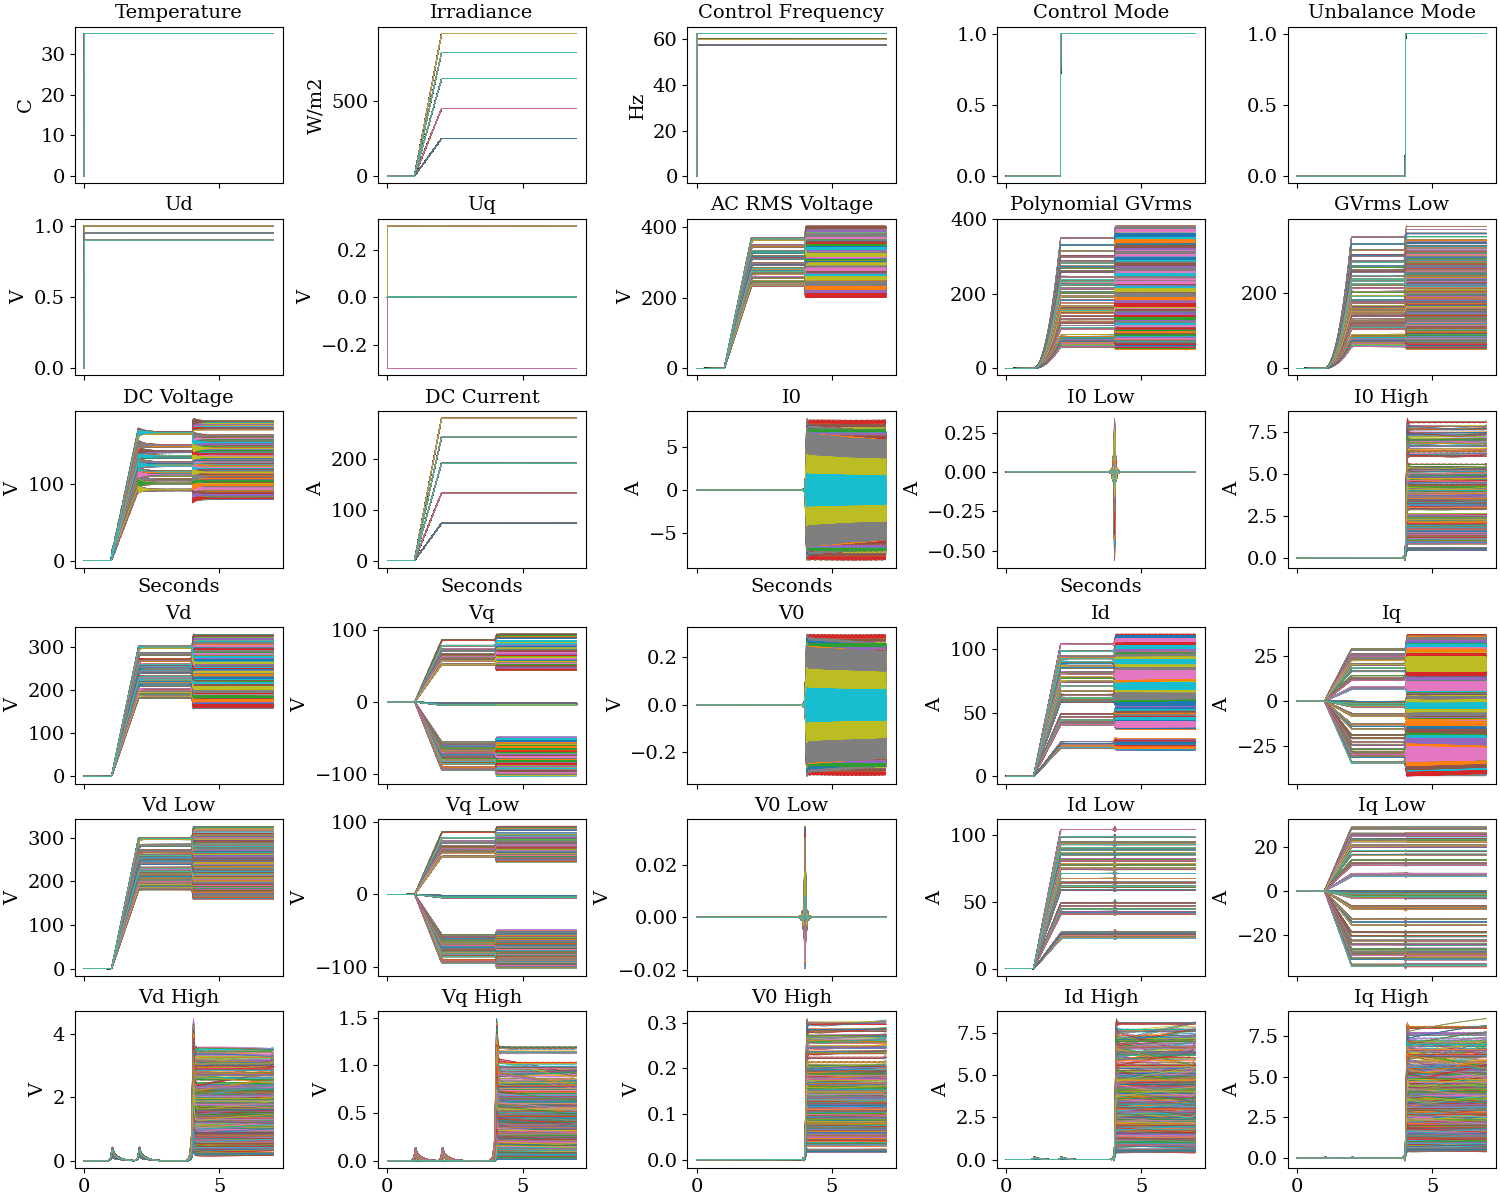 Temperature Irradiance Control Frequency Control Mode Unbalance Mode
C 30 20 10 0
W/m2 500 0
Hz 60 40 20 0
1.0 0.5 0.0
1.0 0.5 0.0
Ud Uq AC RMS Voltage Polynomial GVrms GVrms Low
V 1.0 0.5 0.0
V 0.2 0.0 −0.2
V 400 200 0
400 200 0
200 0
DC Voltage DC Current I0 I0 Low I0 High
V 100 0
A 200 100 0
A 5 0 −5
A 0.25 0.00 −0.25 −0.50
A 7.5 5.0 2.5 0.0
Seconds Seconds Seconds Seconds
Vd Vq V0 Id Iq
V 300 200 100 0
V 100 0 −100
V 0.2 0.0 −0.2
A 100 50 0
A 25 0 −25
Vd Low Vq Low V0 Low Id Low Iq Low
V 300 200 100 0
V 100 0 −100
V 0.02 0.00 −0.02
A 100 50 0
A 20 0 −20
Vd High Vq High V0 High Id High Iq High
V 4 2 0
V 1.5 1.0 0.5 0.0
V 0.3 0.2 0.1 0.0
A 7.5 5.0 2.5 0.0
A 7.5 5.0 2.5 0.0
0 5 0 5 0 5 0 5 0 5